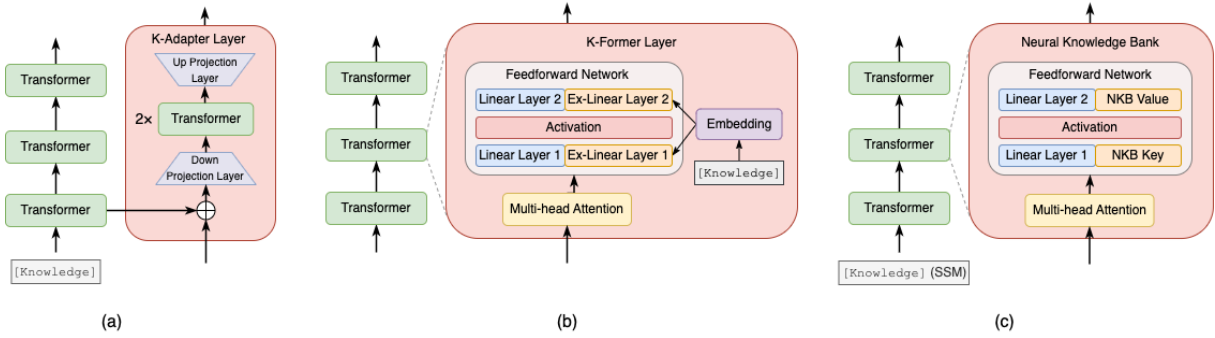 K-Adapter Layer
Up Projection
Layer
2×
Transformer
Down
Projection Layer
Transformer
Transformer
Transformer
[Knowledge]
(a)
K-Former Layer
Feedforward Network
Linear Layer 2
Ex-Linear Layer 2
Activation
Linear Layer 1
Ex-Linear Layer 1
Embedding
[Knowledge]
Multi-head Attention
Transformer
Transformer
Transformer
(b)
Neural Knowledge Bank
Feedforward Network
Linear Layer 2
NKB Value
Activation
Linear Layer 1
NKB Key
Multi-head Attention
Transformer
Transformer
Transformer
[Knowledge] (SSM)
(c)